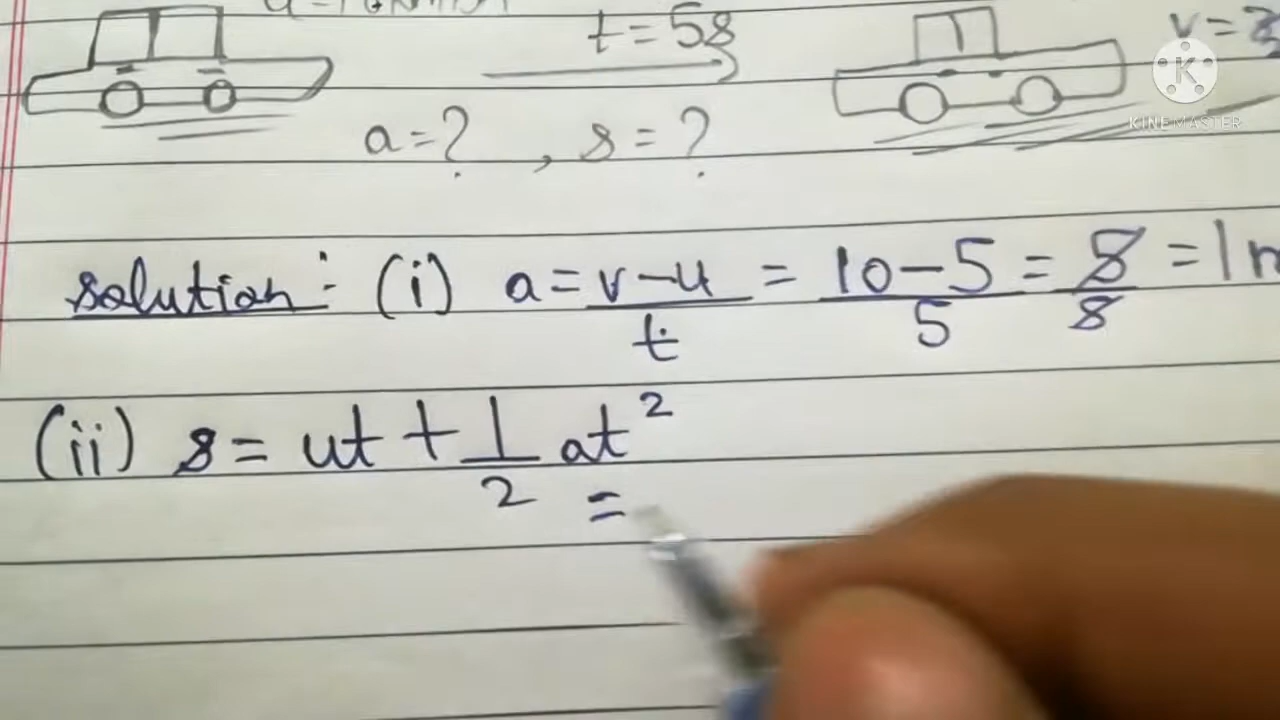 t=5s
v=
a=? , s=?
KINEMASTER
solution:- (i) a=v-u/t = 10-5/5 = 5/5 =1
(ii) s= ut+1/2 at²
=